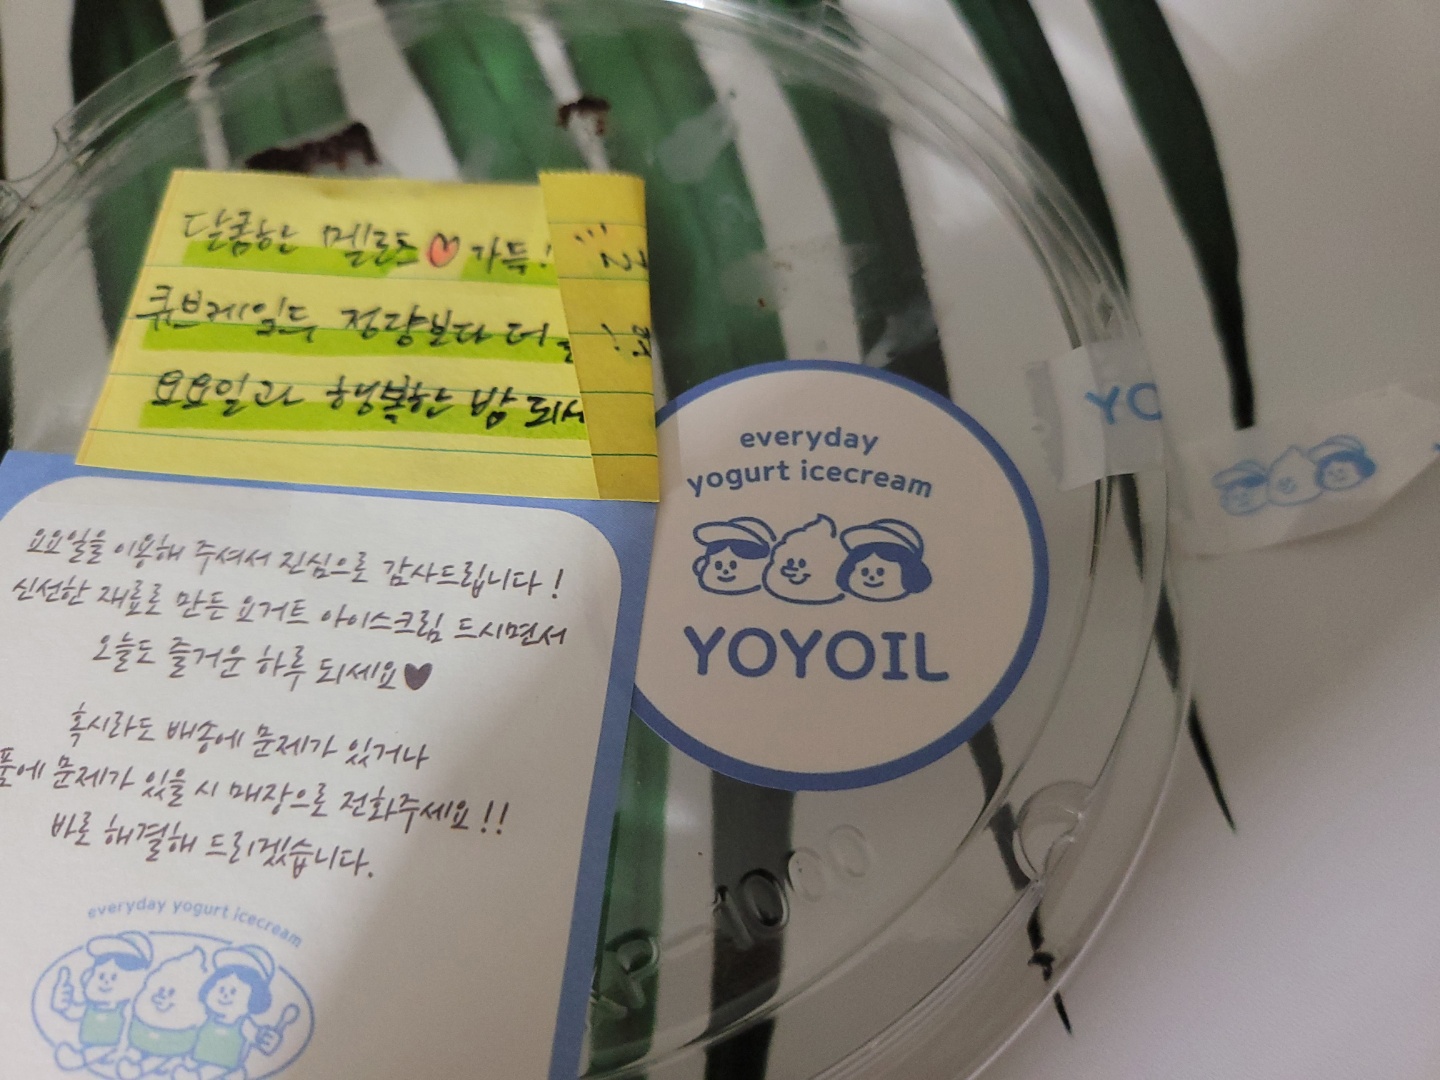 달콤한 멜로트♡가득!
큐브레일두 정량보다 더
요요일과 행복한 밤 되
요요일을 이용해 주셔서 진심으로 감사드립니다!
신선한 재료로 만든 요거트 아이스크림 드시면서
오늘도 즐거운 하루 되세요♥
혹시라도 배송에 문제가 있거나
품에 문제가 있을 시 매장으로 전화주세요!!
바로 해결해 드리겠습니다.
everyday yogurt icecream
everyday
yogurt icecream
YOYOIL
YO
AP-1000